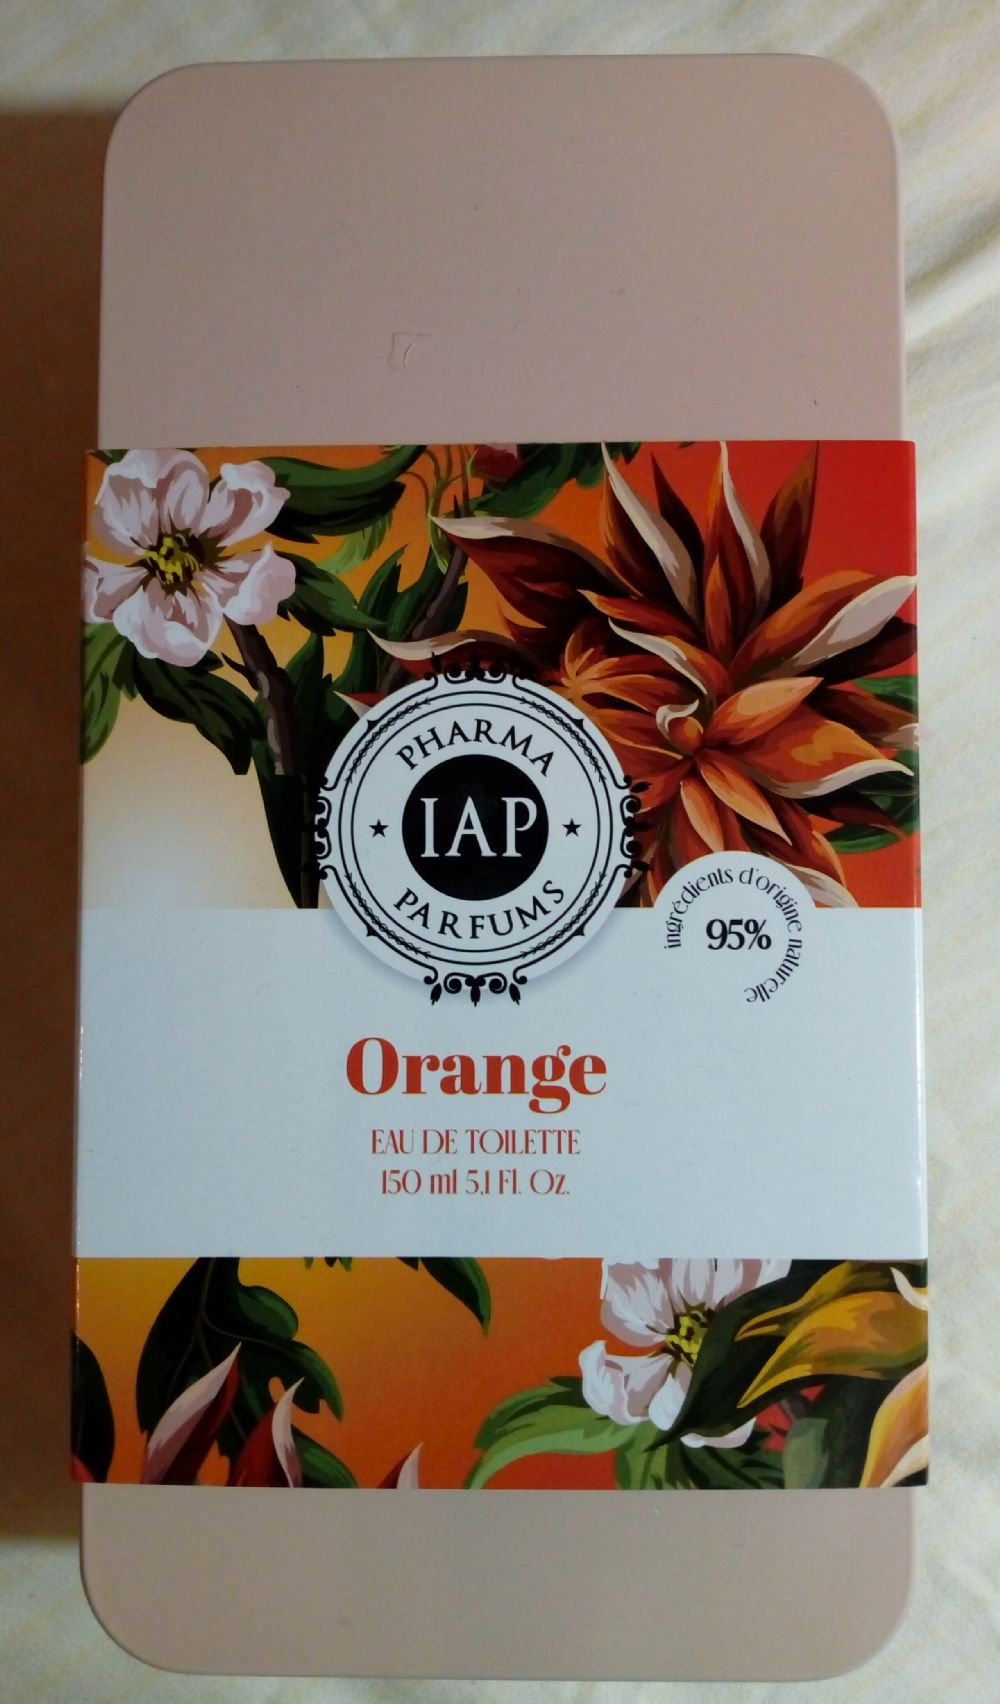 PHARMA
IAP
PARFUMS
ingrédients d'origine naturelle
95%
Orange
EAU DE TOILETTE
150 ml 5,1 Fl. Oz.